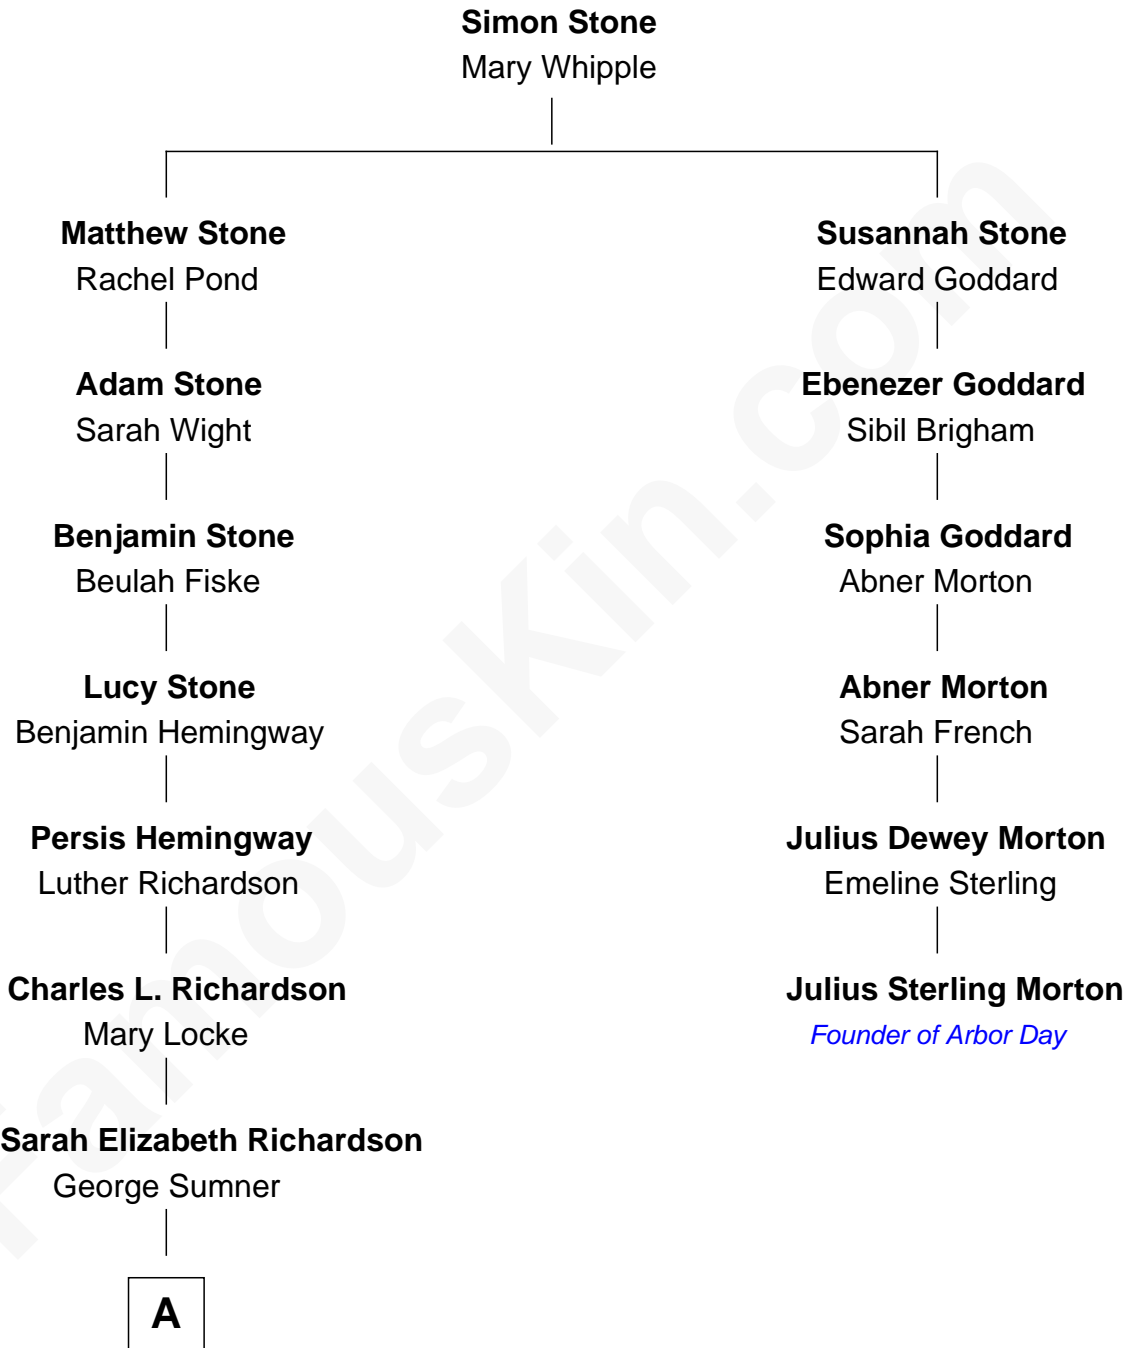 Simon Stone
Mary Whipple
Matthew Stone
Rachel Pond
Adam Stone
Sarah Wight
Benjamin Stone
Beulah Fiske
Lucy Stone
Benjamin Hemingway
Persis Hemingway
Luther Richardson
Charles L. Richardson
Mary Locke
Sarah Elizabeth Richardson
George Sumner
A
Susannah Stone
Edward Goddard
Ebenezer Goddard
Sibil Brigham
Sophia Goddard
Abner Morton
Abner Morton
Sarah French
Julius Dewey Morton
Emeline Sterling
Julius Sterling Morton
Founder of Arbor Day
FamousKin.com